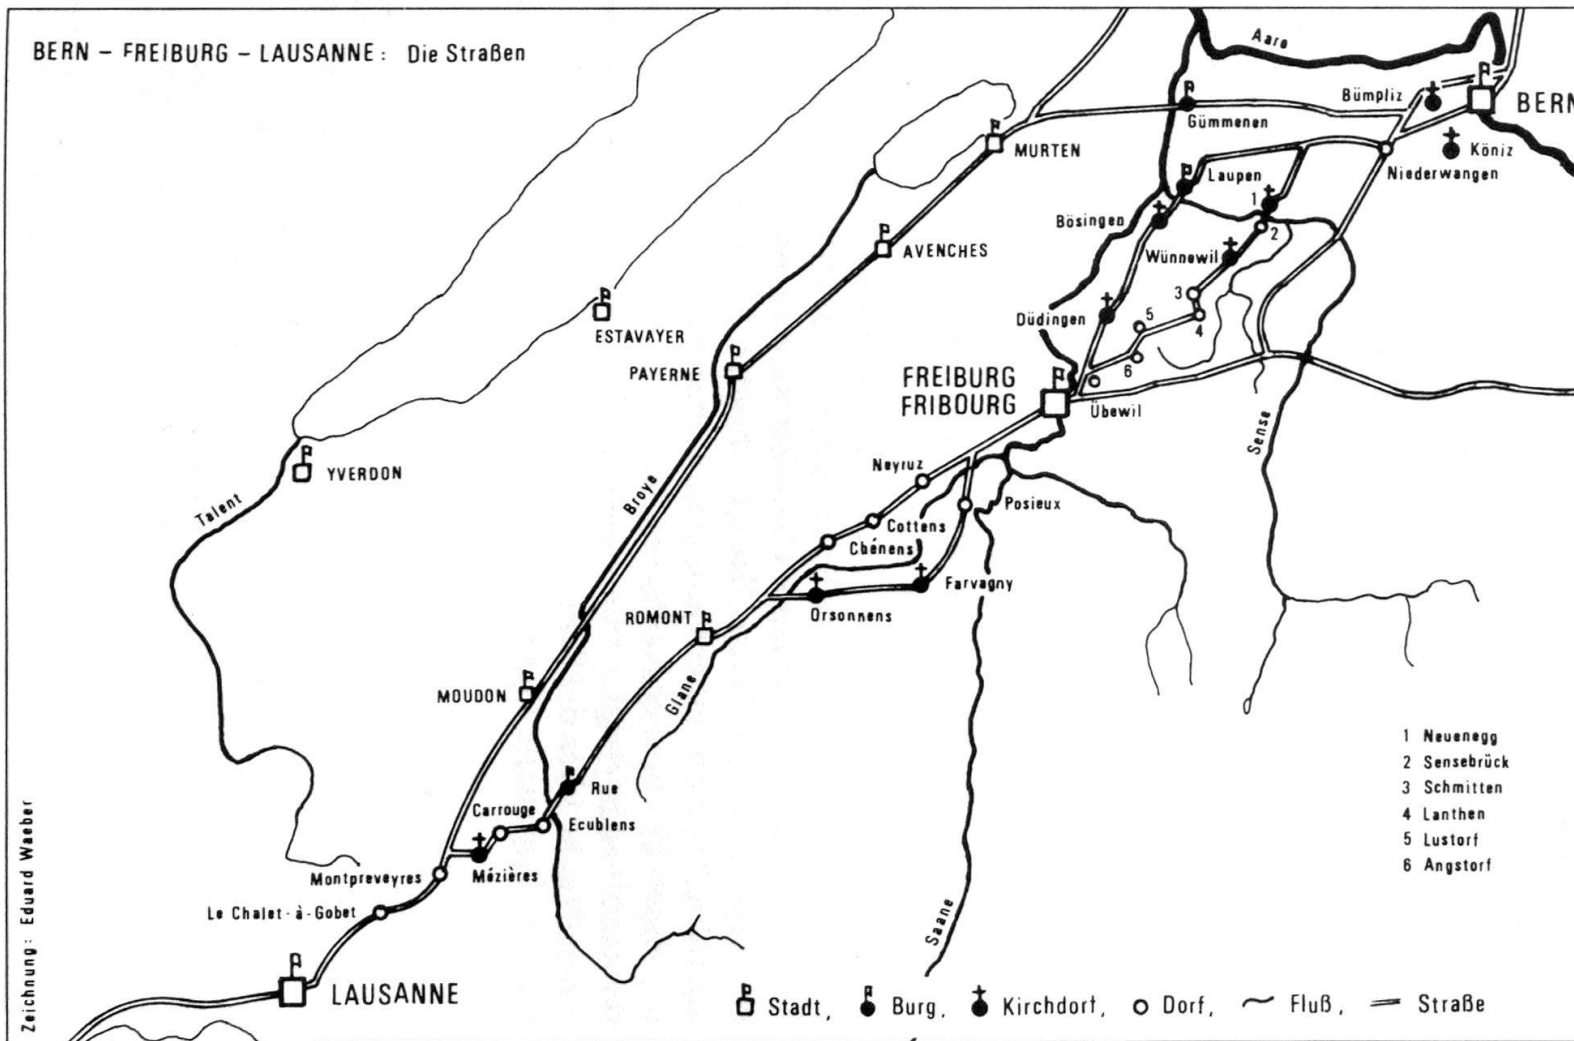 BERN – FREIBURG – LAUSANNE: Die Straßen
Aare
Bümpliz
BERN
Gümmenen
MURTEN
Köniz
Niederwangen
Laupen
1
Bösingen
2
AVENCHES
Wünnewil
3
ESTAVAYER
Düdingen
5
4
PAYERNE
6
FREIBURG
FRIBOURG
Übewil
Sense
Neyruz
YVERDON
Talent
Broye
Posieux
Cottens
Chénens
Farvagny
ROMONT
Orsonnens
MOUDON
Glane
1 Neuenegg
2 Sensebrück
3 Schmitten
4 Lanthen
5 Lustorf
6 Angstorf
Rue
Carrouge
Ecublens
Montpreveyres
Mézières
Le Chalet-à-Gobet
Saane
LAUSANNE
Stadt, Burg, Kirchdorf, Dorf, Fluß, Straße
Zeichnung: Eduard Waeber